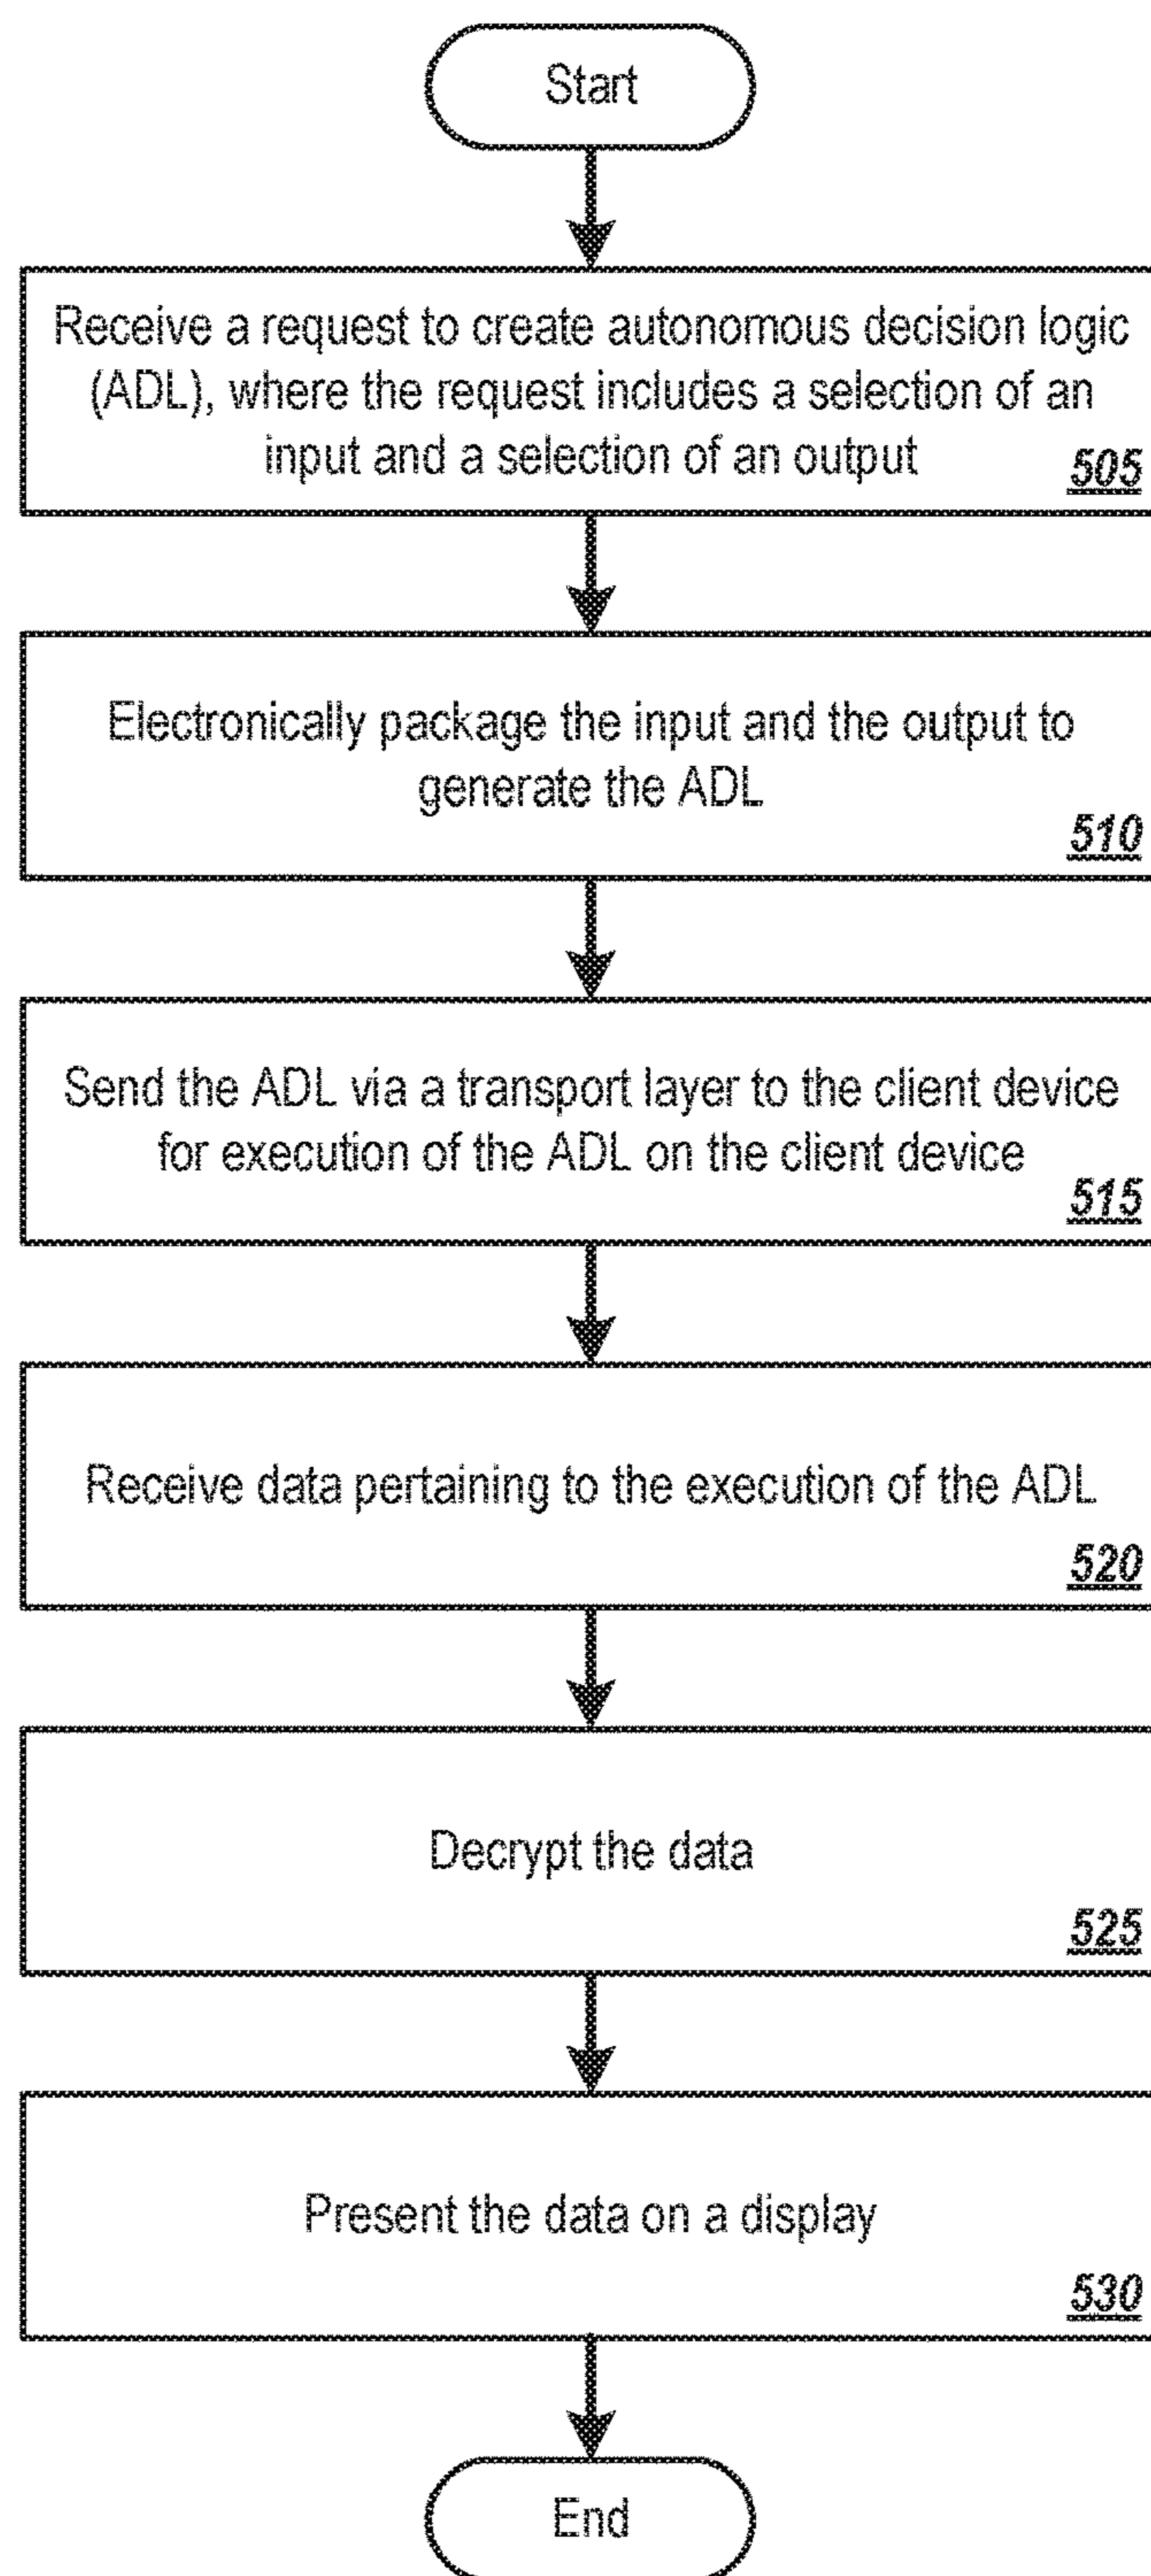 Start
Receive a request to create autonomous decision logic
(ADL), where the request includes a selection of an
input and a selection of an output
505
Electronically package the input and the output to
generate the ADL
510
Send the ADL via a transport layer to the client device
for execution of the ADL on the client device
515
Receive data pertaining to the execution of the ADL
520
Decrypt the data
525
Present the data on a display
530
End